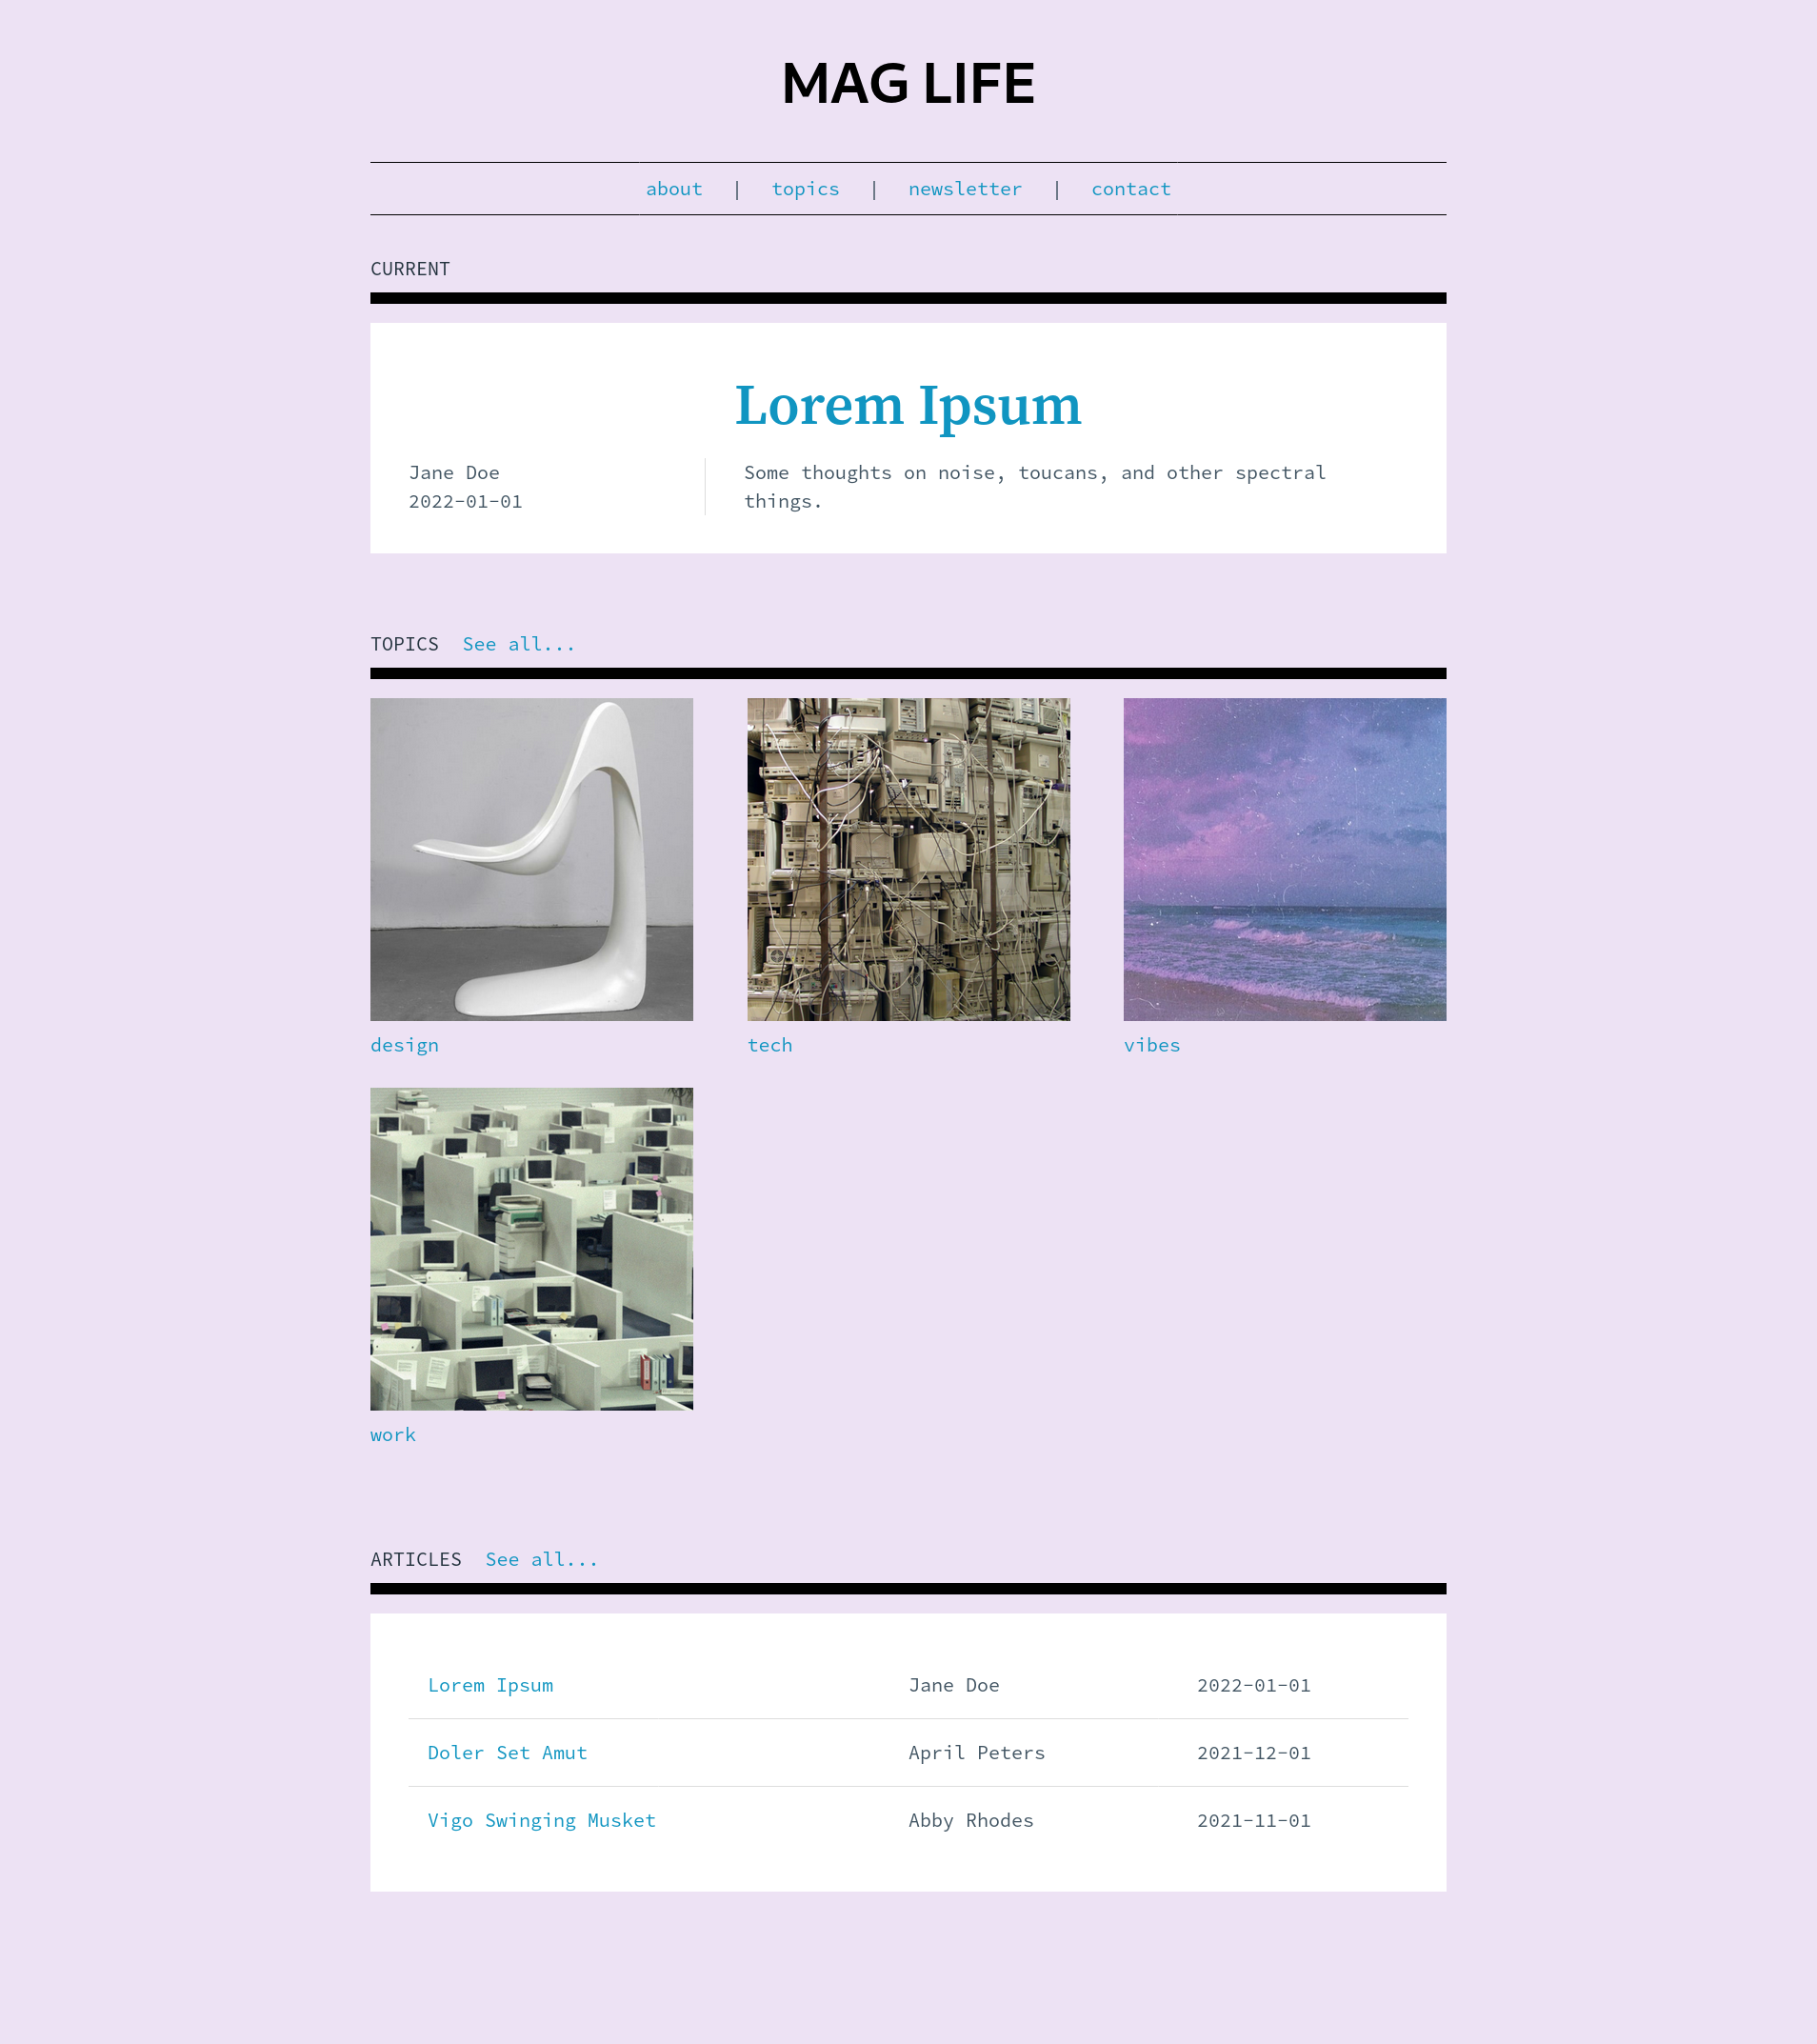 MAG LIFE
about | topics | newsletter | contact
CURRENT
Lorem Ipsum
Jane Doe
2022-01-01
Some thoughts on noise, toucans, and other spectral
things.
TOPICS See all...
design
tech
vibes
work
ARTICLES See all...
Lorem Ipsum Jane Doe 2022-01-01
Doler Set Amut April Peters 2021-12-01
Vigo Swinging Musket Abby Rhodes 2021-11-01